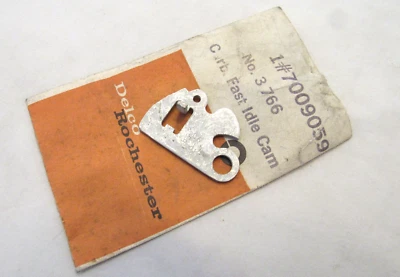 1#7009059
No. 3766
Carb. Fast Idle Cam
Delco
Rochester